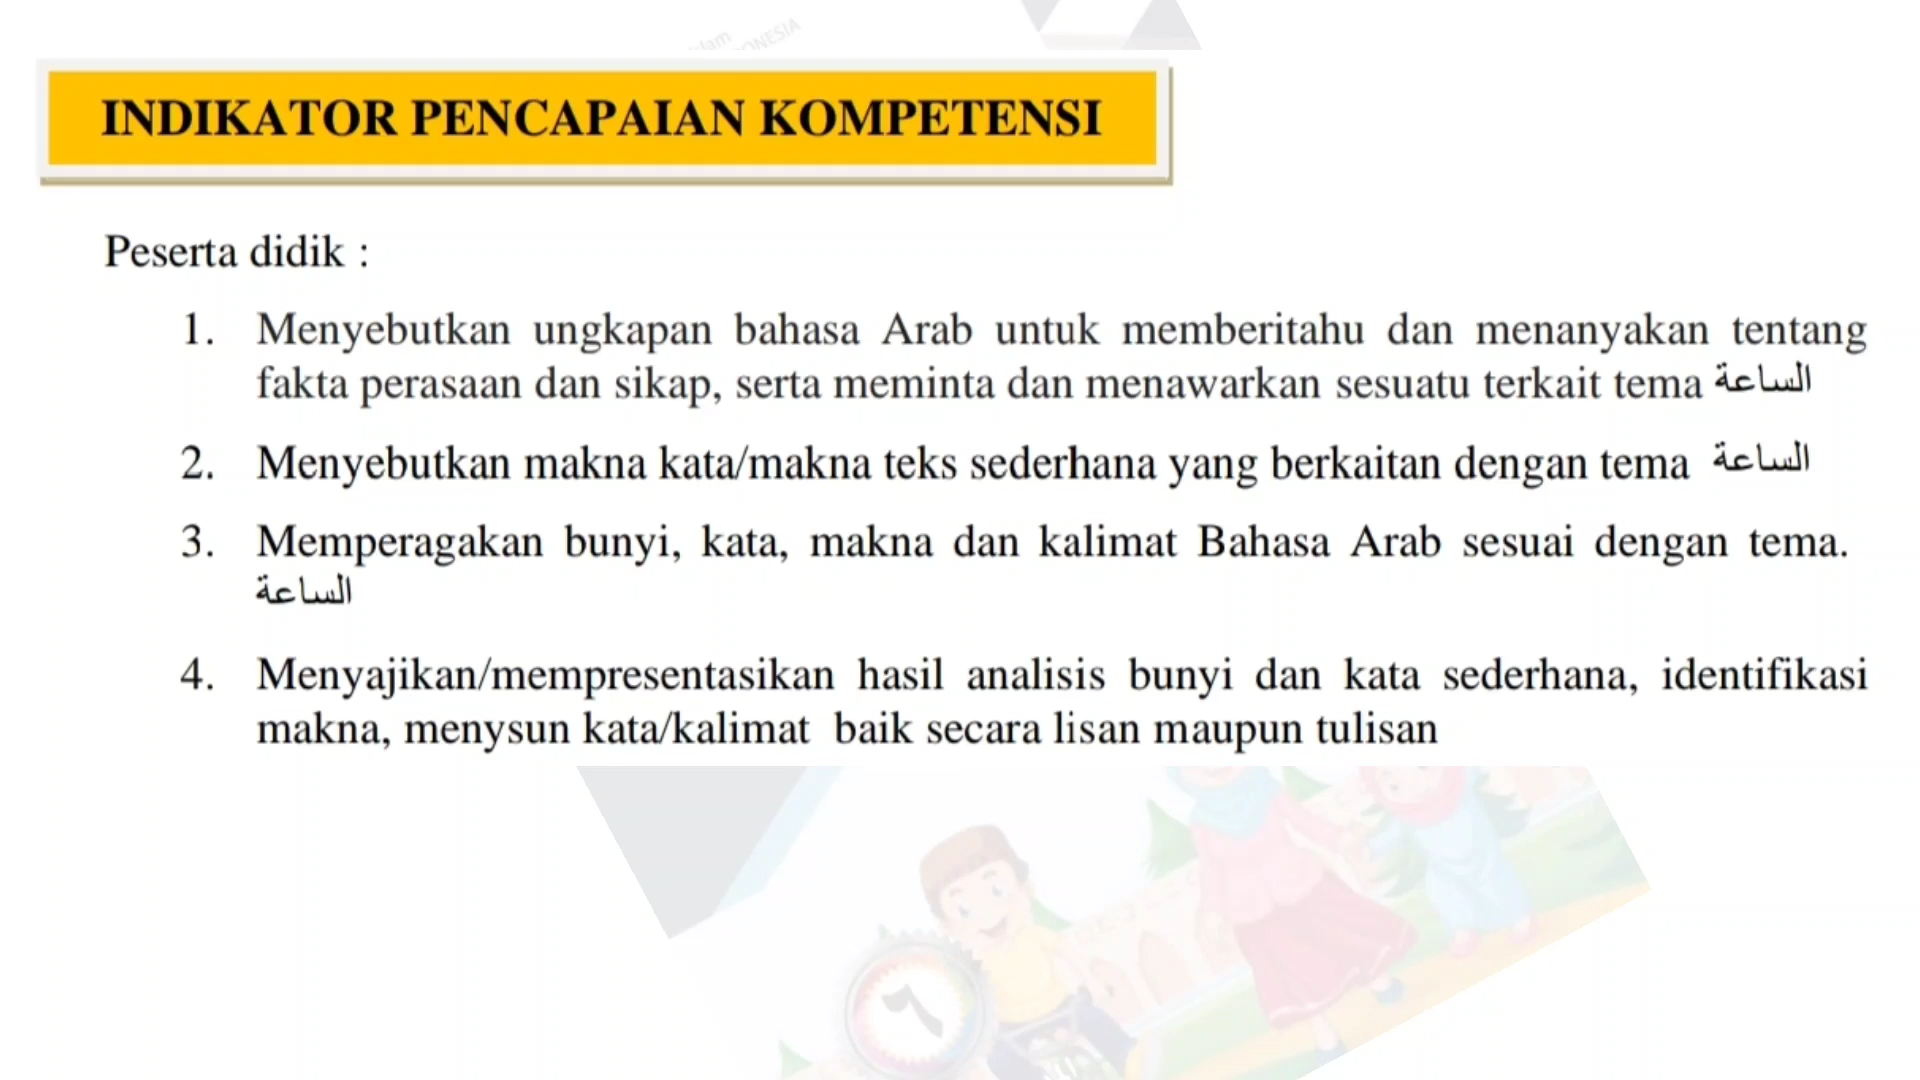 lam
ONESIA
INDIKATOR PENCAPAIAN KOMPETENSI
Peserta didik :
1. Menyebutkan ungkapan bahasa Arab untuk memberitahu dan menanyakan tentang
fakta perasaan dan sikap, serta meminta dan menawarkan sesuatu terkait tema الساعة
2. Menyebutkan makna kata/makna teks sederhana yang berkaitan dengan tema الساعة
3. Memperagakan bunyi, kata, makna dan kalimat Bahasa Arab sesuai dengan tema.
الساعة
4. Menyajikan/mempresentasikan hasil analisis bunyi dan kata sederhana, identifikasi
makna, menysun kata/kalimat baik secara lisan maupun tulisan
٦